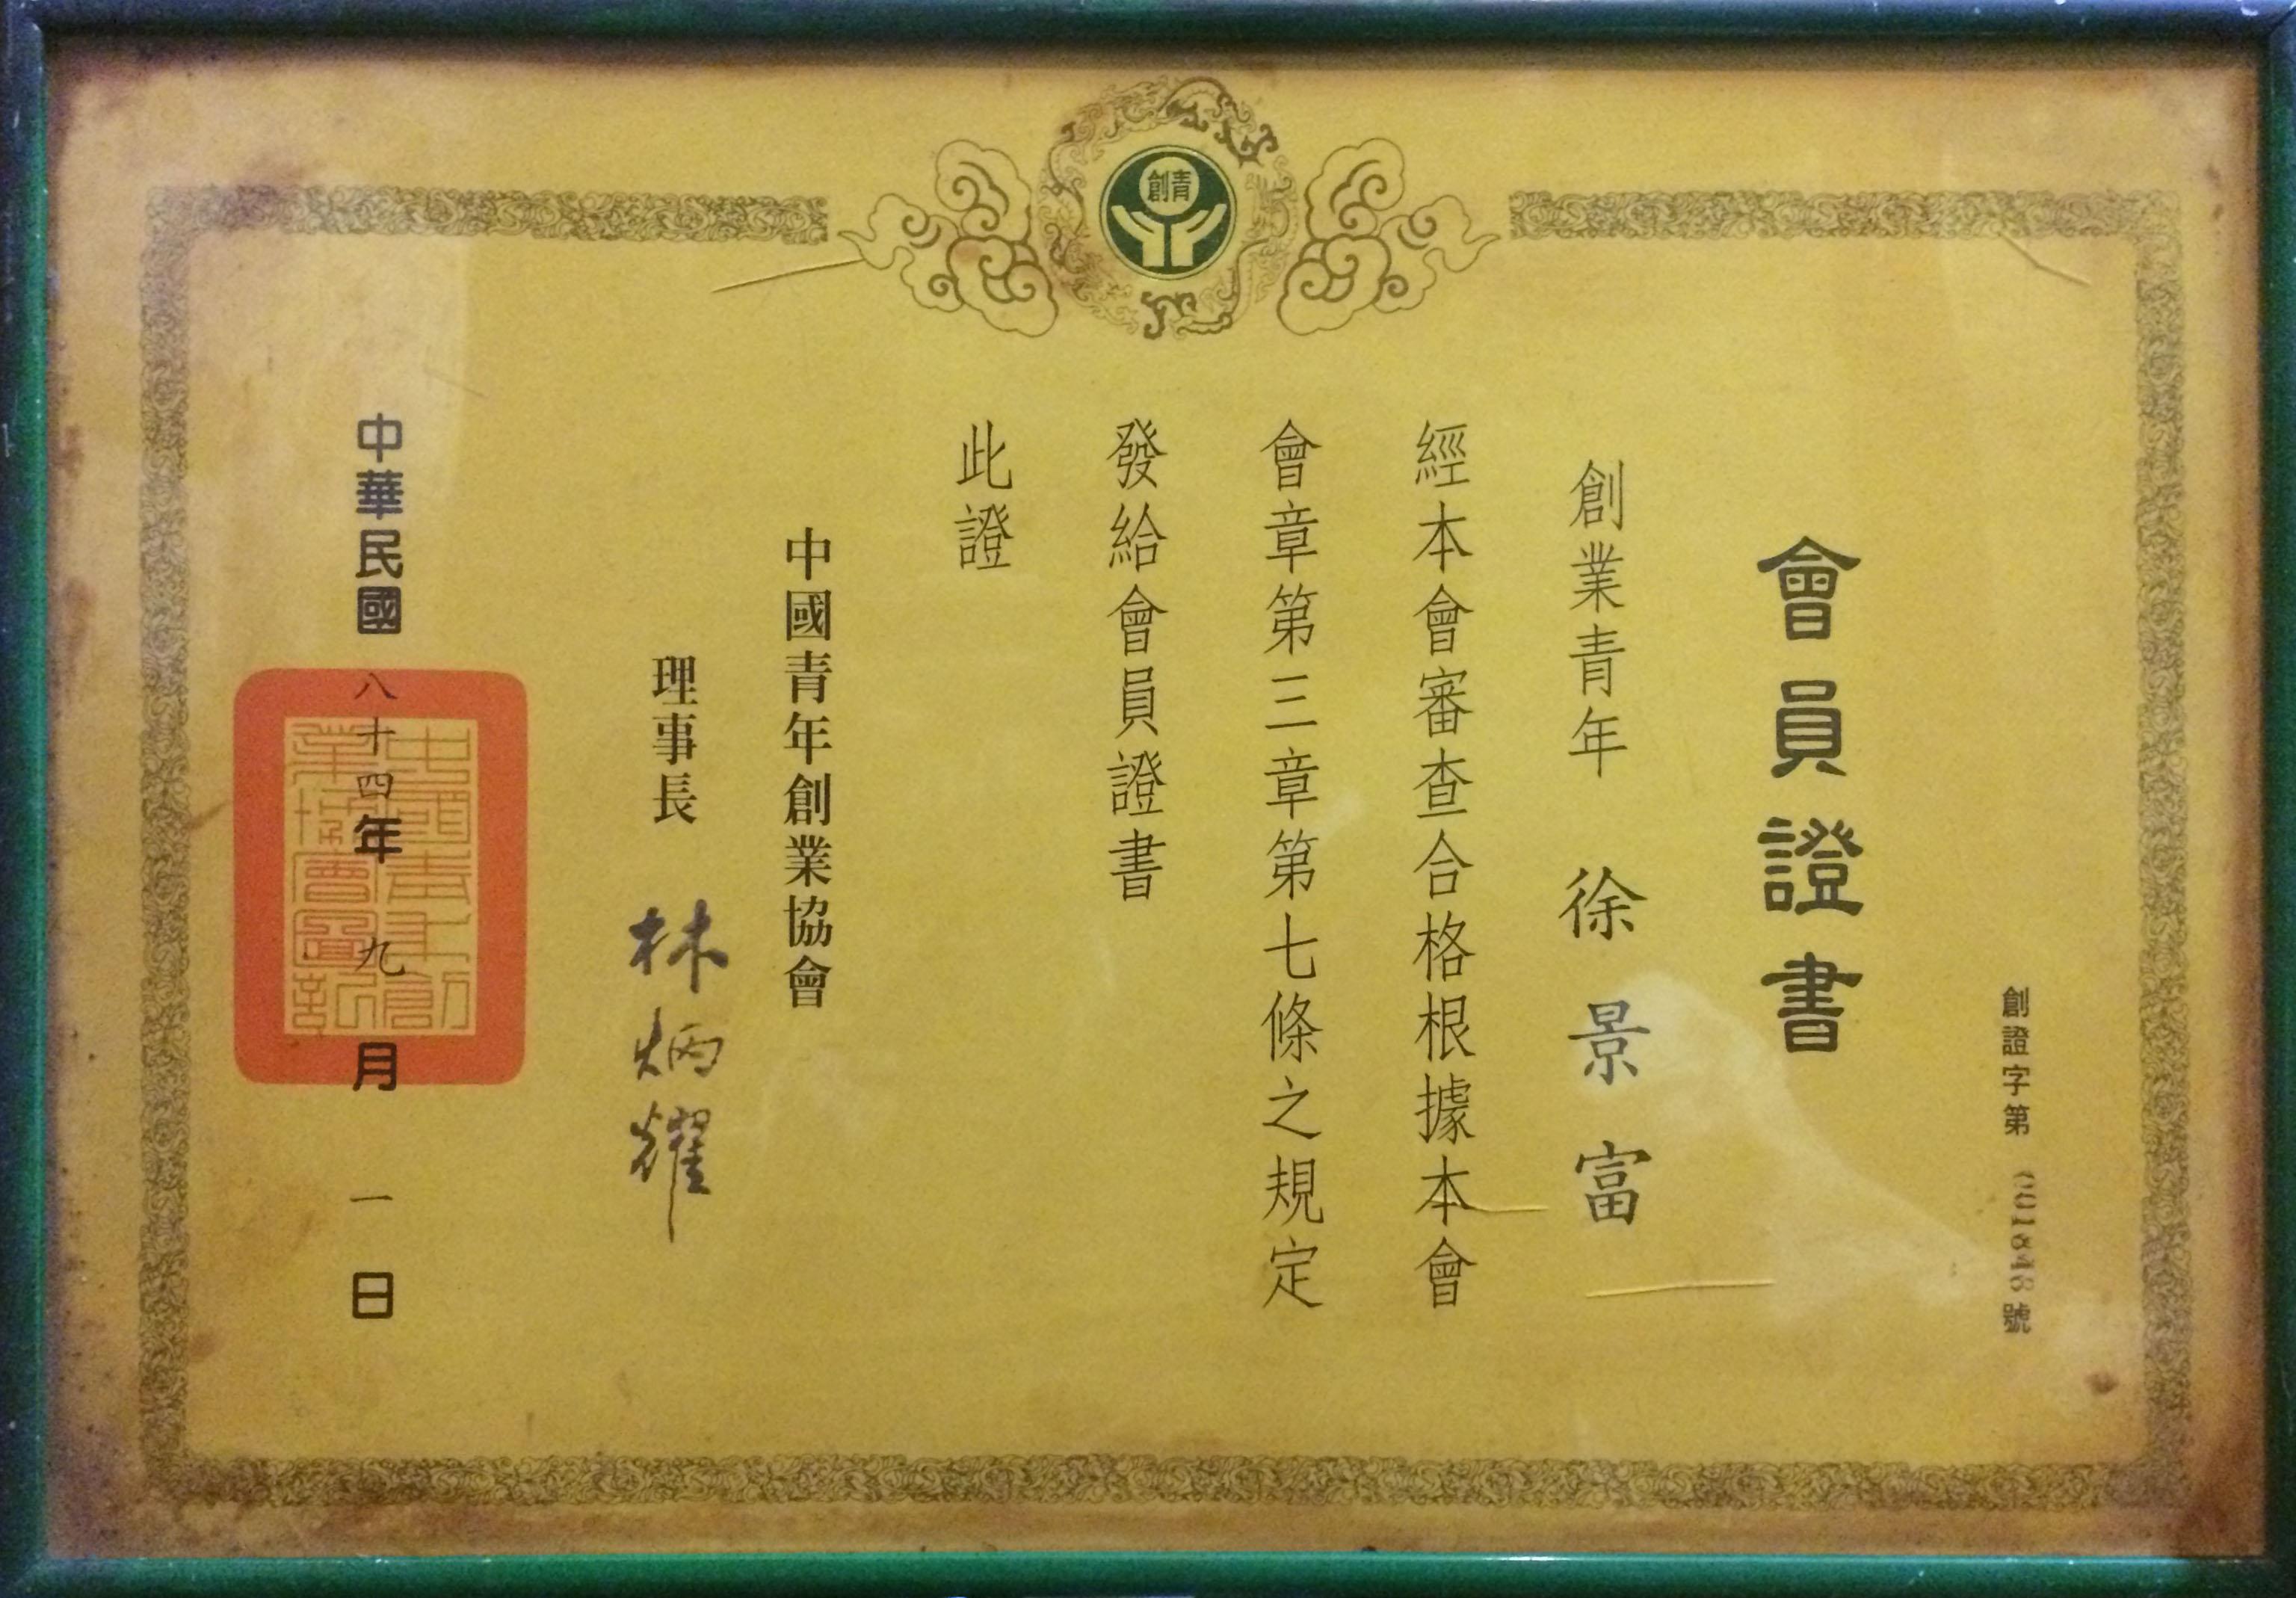 創青
會員證書
創證字第 001848 號
創業青年 徐景富
經本會審查合格根據本會
會章第三章第七條之規定
發給會員證書
此證
中國青年創業協會
理事長 林炳耀
中華民國八十四年九月一日